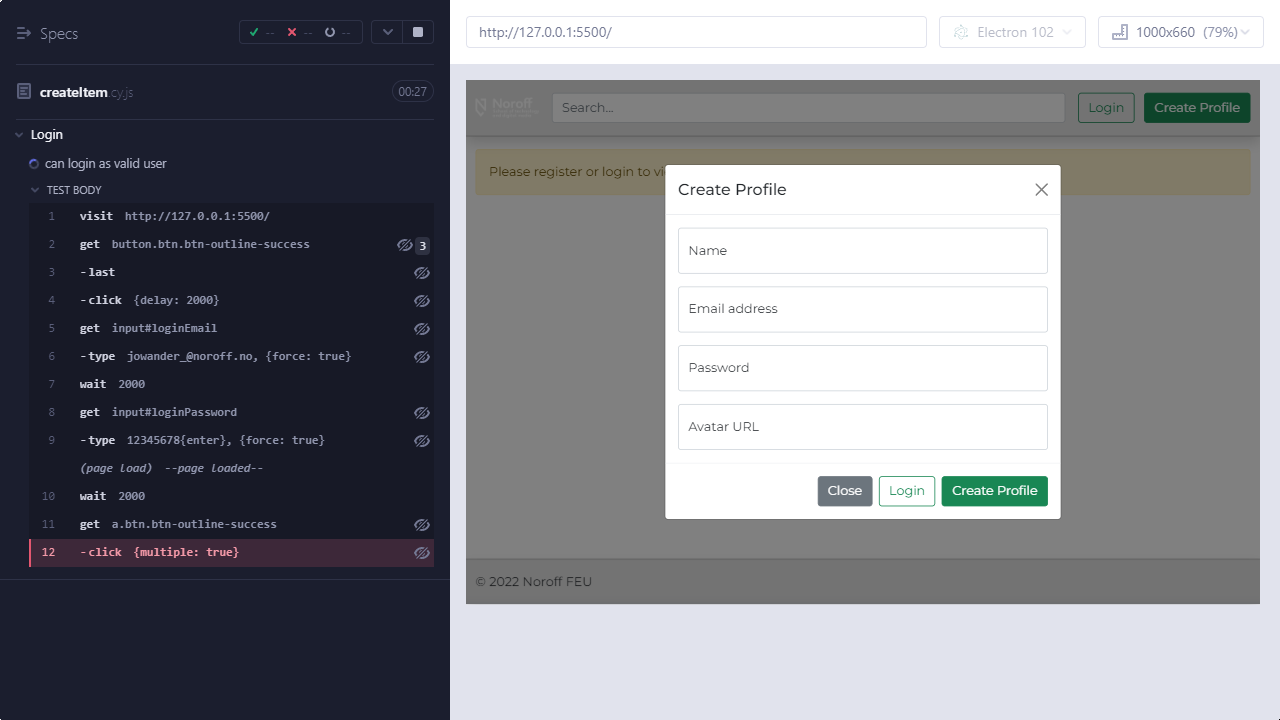 Specs
-- -- --
createItem.cy.js
00:27
Login
can login as valid user
TEST BODY
1 visit http://127.0.0.1:5500/
2 get button.btn.btn-outline-success 3
3 -last
4 -click {delay: 2000}
5 get input#loginEmail
6 -type jowander_@noroff.no, {force: true}
7 wait 2000
8 get input#loginPassword
9 -type 12345678{enter}, {force: true}
(page load) --page loaded--
10 wait 2000
11 get a.btn.btn-outline-success
12 -click {multiple: true}
http://127.0.0.1:5500/
Electron 102
1000x660 (79%)
Noroff
Search...
Login
Create Profile
Please register or login to vi
Create Profile
Name
Email address
Password
Avatar URL
Close
Login
Create Profile
© 2022 Noroff FEU